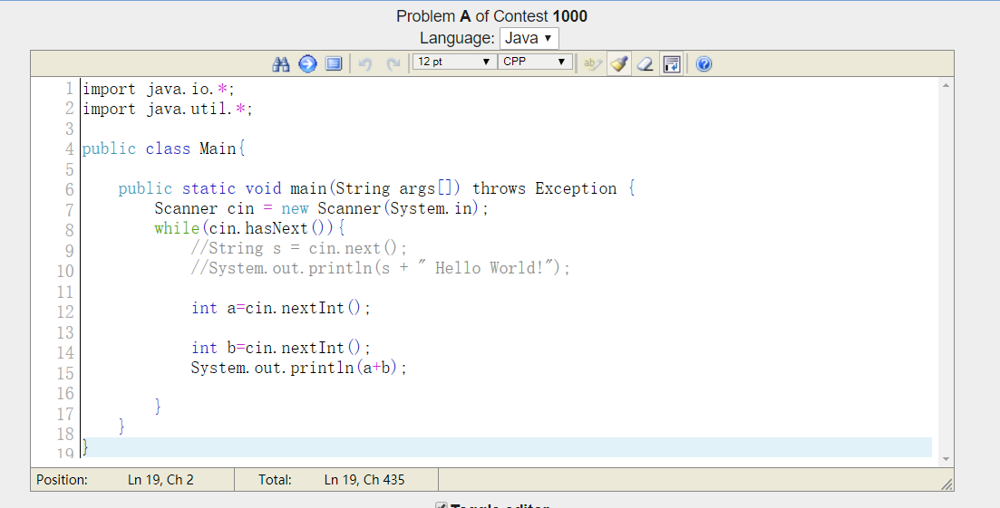 Problem A of Contest 1000
Language: Java
12 pt CPP
1 import java.io.*;
2 import java.util.*;
3
4 public class Main{
5
6     public static void main(String args[]) throws Exception {
7         Scanner cin = new Scanner(System.in);
8         while(cin.hasNext()){
9             //String s = cin.next();
10             //System.out.println(s + " Hello World!");
11
12             int a=cin.nextInt();
13
14             int b=cin.nextInt();
15             System.out.println(a+b);
16
17         }
18     }
19 }
Position: Ln 19, Ch 2 Total: Ln 19, Ch 435
Toggle editor